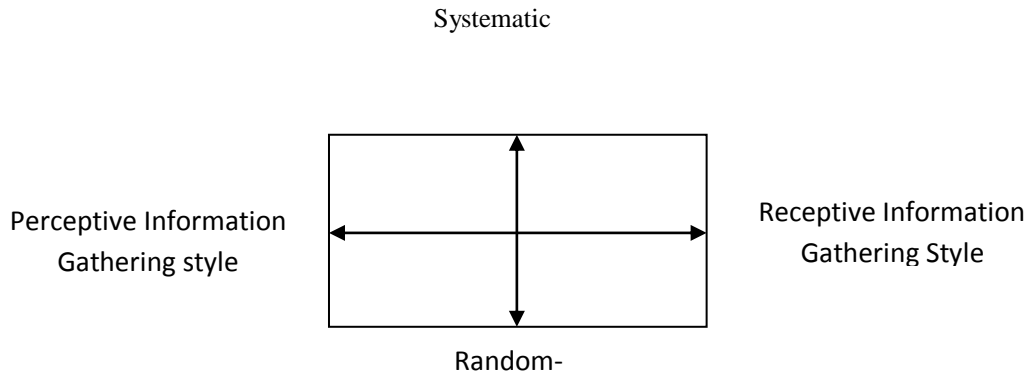 Systematic
Perceptive Information
Gathering style
Receptive Information
Gathering Style
Random-